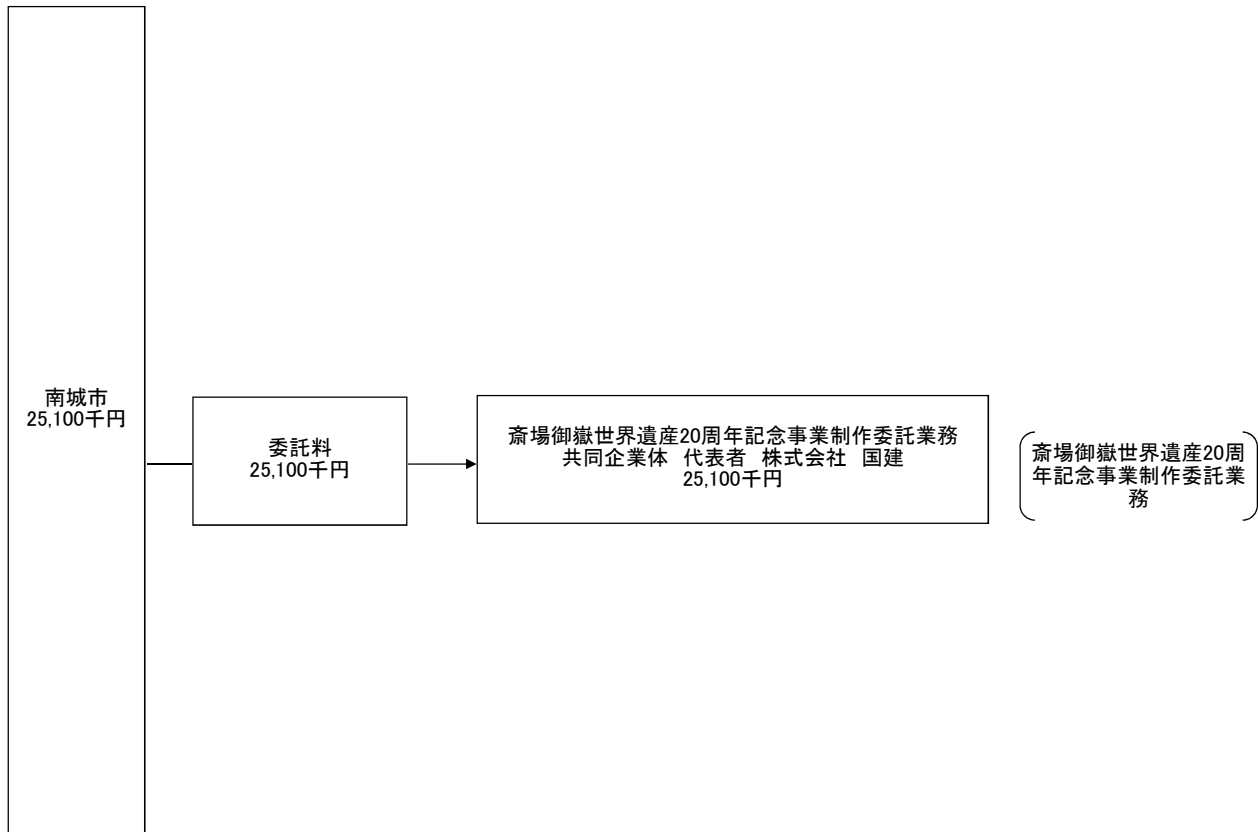 南城市
25,100千円
委託料
25,100千円
斎場御嶽世界遺産20周年記念事業制作委託業務
共同企業体　代表者　株式会社　国建
25,100千円
斎場御嶽世界遺産20周
年記念事業制作委託業
務